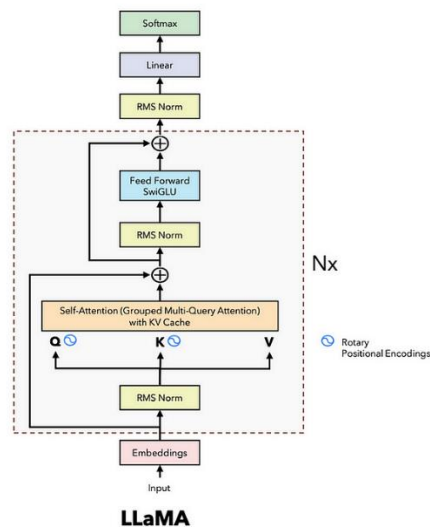 Softmax
Linear
RMS Norm
Feed Forward
SwiGLU
RMS Norm
Nx
Self-Attention (Grouped Multi-Query Attention)
with KV Cache
Q K V
Rotary
Positional Encodings
RMS Norm
Embeddings
Input
LLaMA